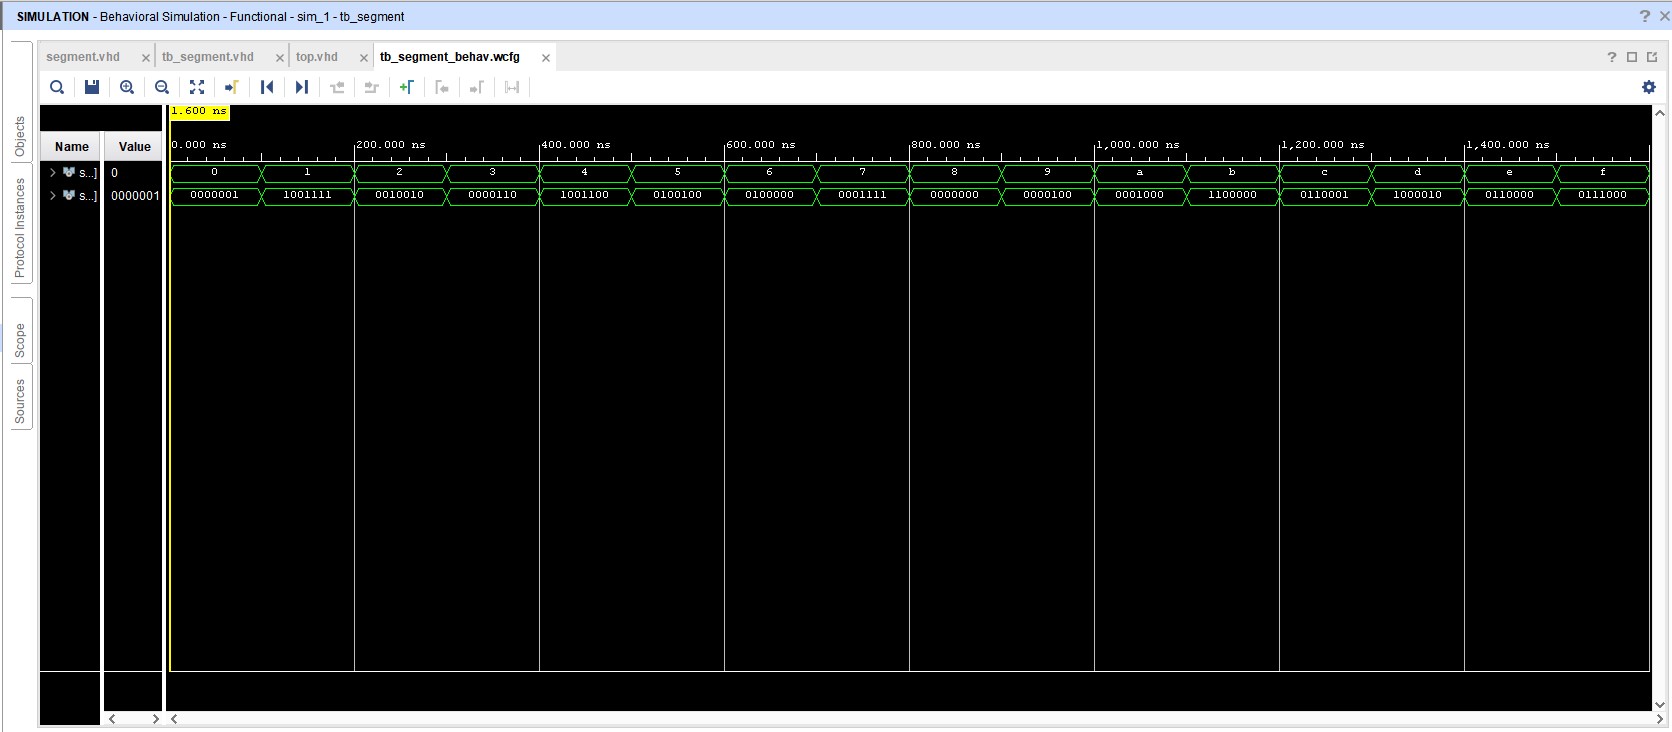 SIMULATION - Behavioral Simulation - Functional - sim_1 - tb_segment
segment.vhd tb_segment.vhd top.vhd tb_segment_behav.wcfg
Objects
Protocol Instances
Scope
Sources
1.600 ns
Name Value 0.000 ns 200.000 ns 400.000 ns 600.000 ns 800.000 ns 1,000.000 ns 1,200.000 ns 1,400.000 ns
s...] 0 0 1 2 3 4 5 6 7 8 9 a b c d e f
s...] 0000001 0000001 1001111 0010010 0000110 1001100 0100100 0100000 0001111 0000000 0000100 0001000 1100000 0110001 1000010 0110000 0111000